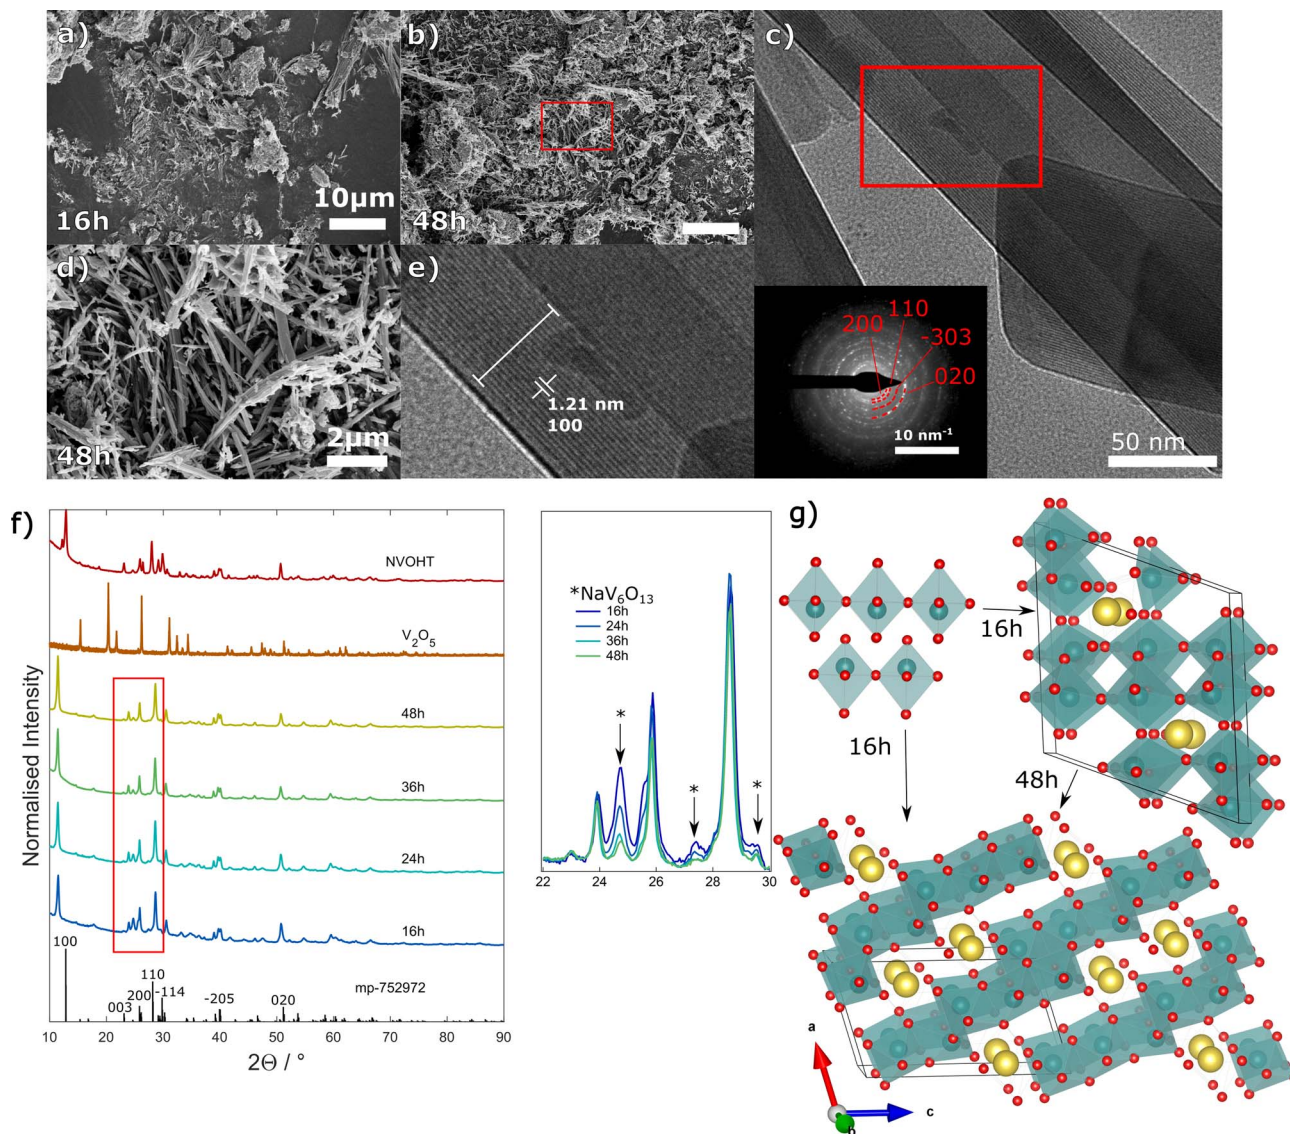 a)
16h
10μm
b)
48h
c)
50 nm
200
110
-303
020
10 nm⁻¹
d)
48h
2μm
e)
1.21 nm
100
f)
Normalised Intensity
NVOHT
V₂O₅
48h
36h
24h
16h
100
003
200
110
-114
-205
020
mp-752972
10 20 30 40 50 60 70 80 90
2Θ / °
*NaV₆O₁₃
16h
24h
36h
48h
*
*
*
22 24 26 28 30
g)
16h
16h
48h
a
b
c